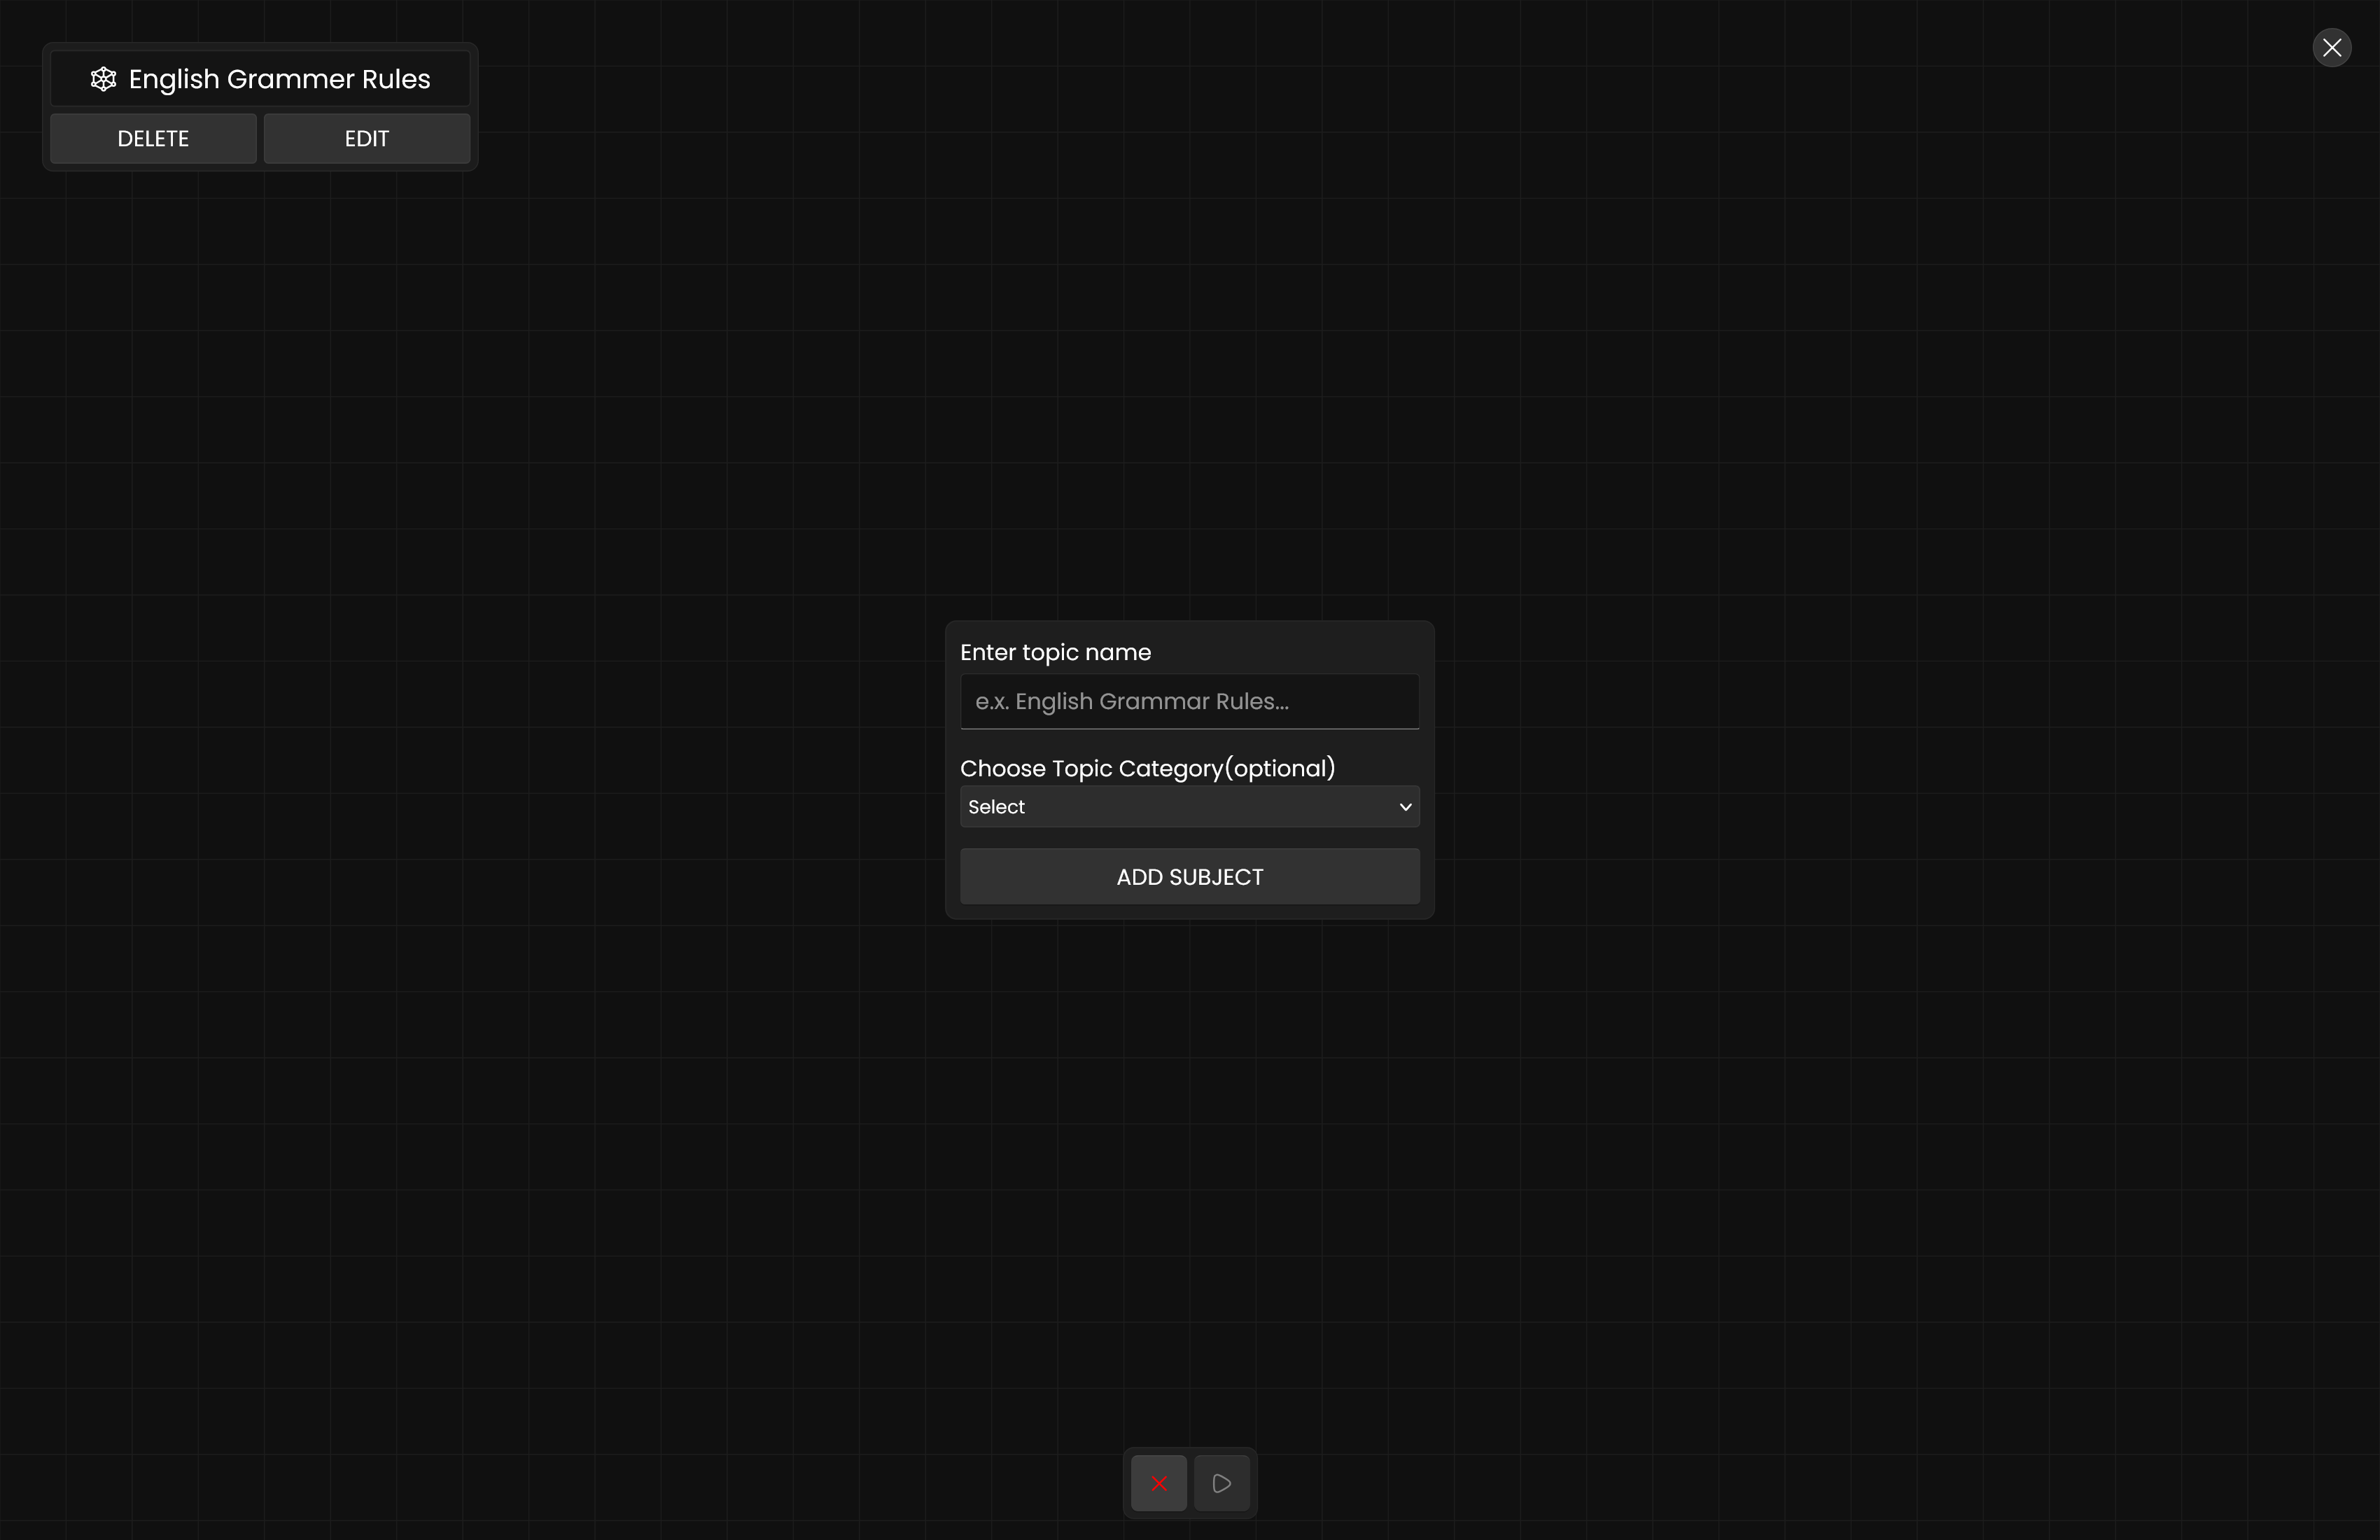 English Grammer Rules
DELETE
EDIT
Enter topic name
e.x. English Grammar Rules...
Choose Topic Category(optional)
Select
ADD SUBJECT